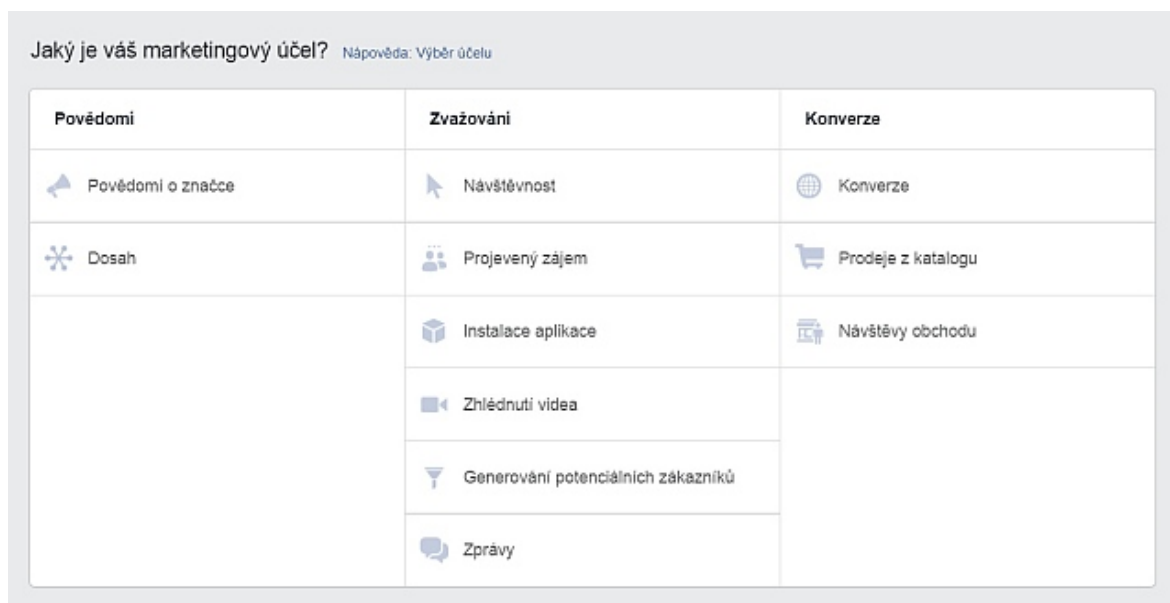 Jaký je váš marketingový účel? Nápověda: Výběr účelu
Povědomí
Zvažování
Konverze
Povědomí o značce
Návštěvnost
Konverze
Dosah
Projevený zájem
Prodeje z katalogu
Instalace aplikace
Návštěvy obchodu
Zhlédnutí videa
Generování potenciálních zákazníků
Zprávy